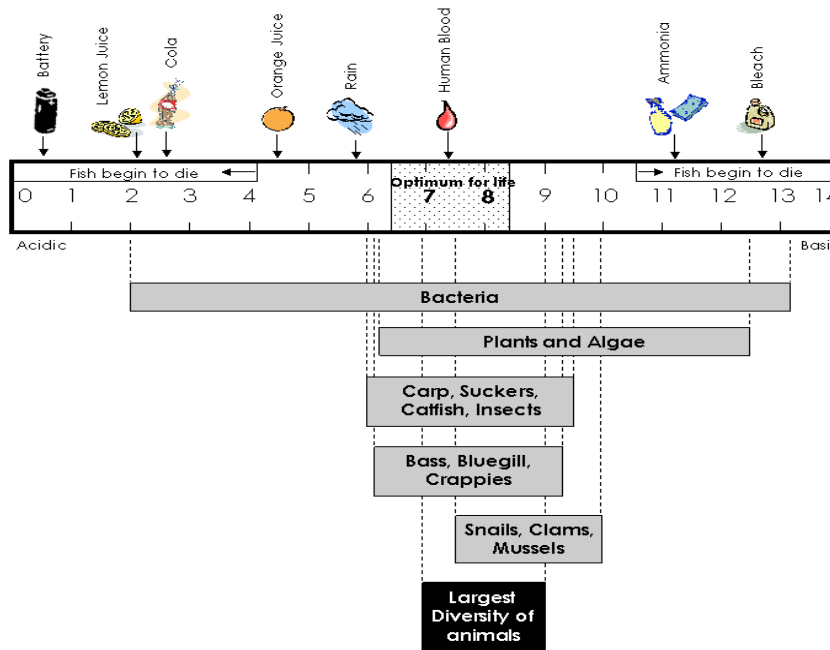 Battery
Lemon Juice
Cola
Orange Juice
Rain
Human Blood
Ammonia
Bleach
Fish begin to die
Optimum for life
Fish begin to die
0 1 2 3 4 5 6 7 8 9 10 11 12 13 14
Acidic
Basi
Bacteria
Plants and Algae
Carp, Suckers,
Catfish, Insects
Bass, Bluegill,
Crappies
Snails, Clams,
Mussels
Largest
Diversity of
animals